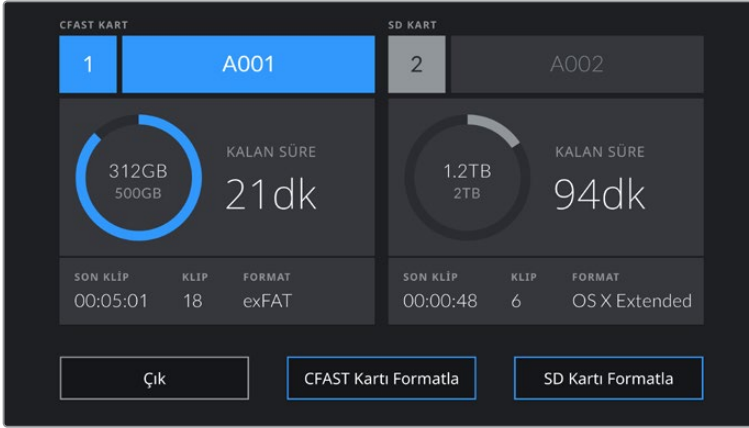 CFAST KART
1
A001
312GB
500GB
KALAN SÜRE
21dk
SON KLİP
KLIP
FORMAT
00:05:01
18
exFAT
SD KART
2
A002
1.2TB
2TB
KALAN SÜRE
94dk
SON KLİP
KLIP
FORMAT
00:00:48
6
OS X Extended
Çık
CFAST Kartı Formatla
SD Kartı Formatla